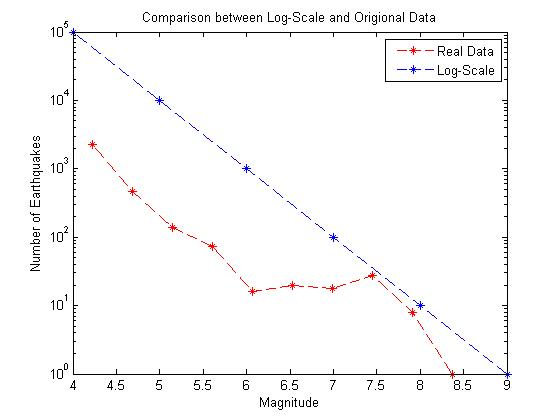 Comparison between Log-Scale and Origional Data
Real Data
Log-Scale
Number of Earthquakes
10^5
10^4
10^3
10^2
10^1
10^0
4 4.5 5 5.5 6 6.5 7 7.5 8 8.5 9
Magnitude